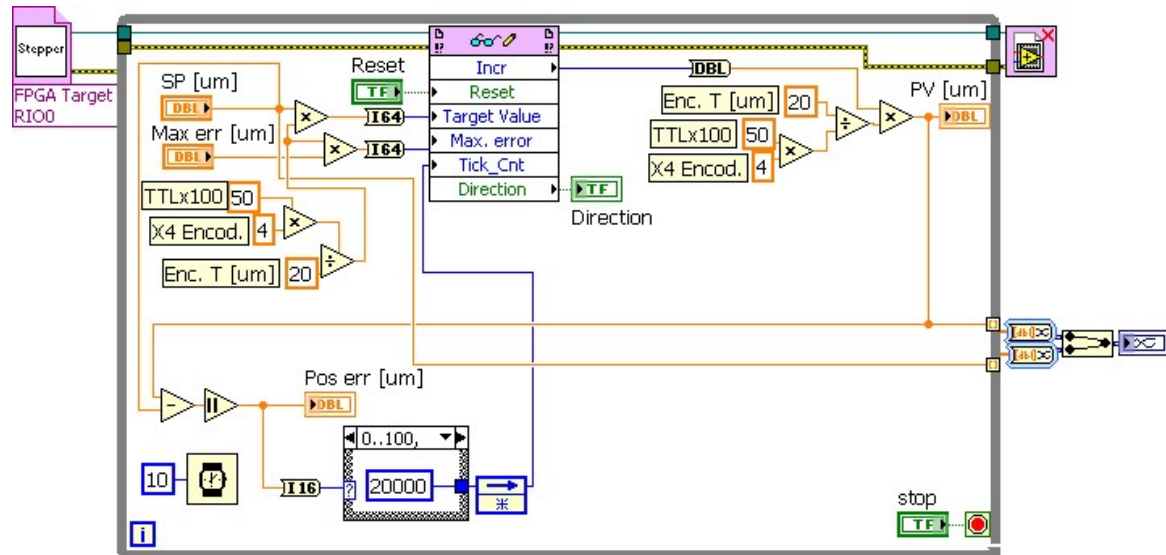 Stepper
FPGA Target
RIO0
SP [um]
DBL
Max err [um]
DBL
Reset
TF
I64
I64
Incr
Reset
Target Value
Max. error
Tick_Cnt
Direction
TF
Direction
DBL
Enc. T [um] 20
TTLx100 50
X4 Encod. 4
PV [um]
DBL
TTLx100 50
X4 Encod. 4
Enc. T [um] 20
[dbl]
[dbl]
Pos err [um]
DBL
0..100,
10
I16
?
20000
i
stop
TF